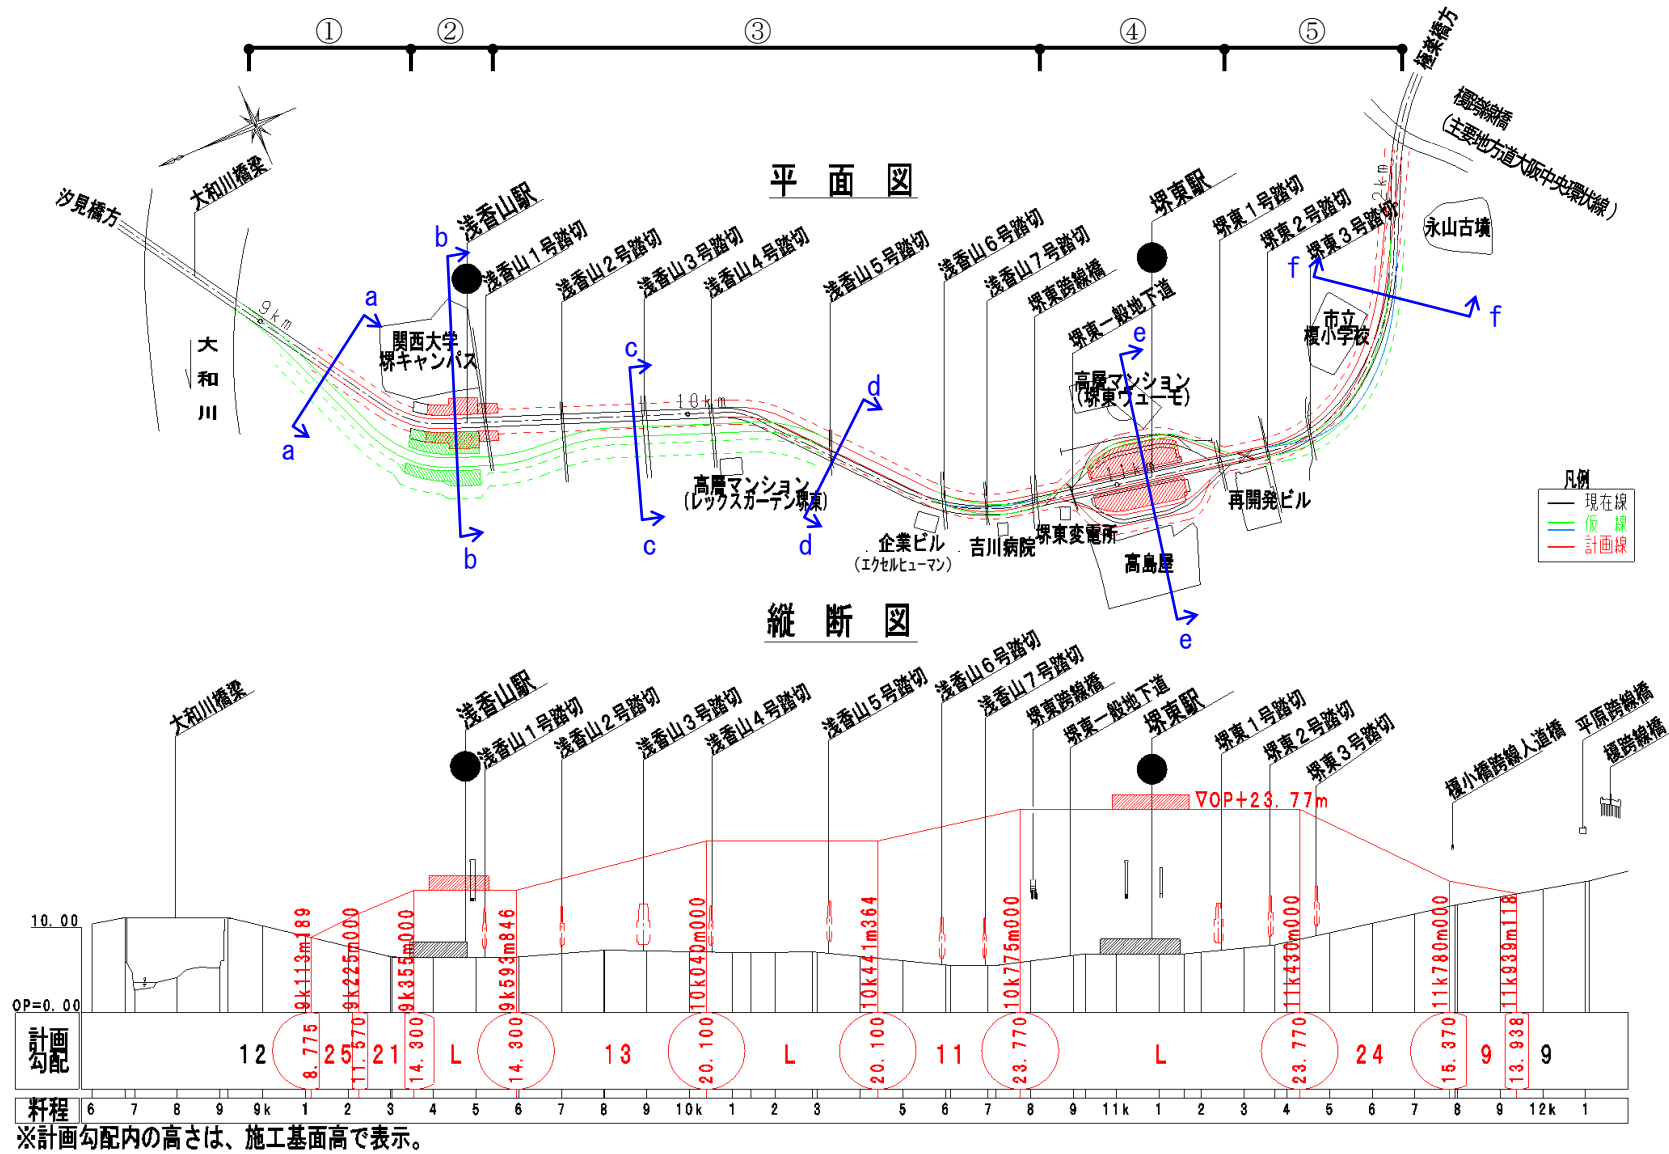 ① ② ③ ④ ⑤
極楽橋方
榎跨線橋
(主要地方道大阪中央環状線)
平 面 図
汐見橋方
大和川橋梁
浅香山駅
浅香山1号踏切
浅香山2号踏切
浅香山3号踏切
浅香山4号踏切
浅香山5号踏切
浅香山6号踏切
浅香山7号踏切
堺東跨線橋
堺東一般地下道
堺東駅
堺東1号踏切
堺東2号踏切
堺東3号踏切
永山古墳
市立
榎小学校
9km
大和川
関西大学
堺キャンパス
10km
高層マンション
(レックスガーデン堺東)
企業ビル
(エクセルヒューマン)
吉川病院
堺東変電所
高層マンション
(堺東ヴューモ)
11km
高島屋
再開発ビル
12km
a
a
b
b
c
c
d
d
e
e
f
f
凡例
現在線
仮 線
計画線
縦 断 図
大和川橋梁
浅香山駅
浅香山1号踏切
浅香山2号踏切
浅香山3号踏切
浅香山4号踏切
浅香山5号踏切
浅香山6号踏切
浅香山7号踏切
堺東跨線橋
堺東一般地下道
堺東駅
堺東1号踏切
堺東2号踏切
堺東3号踏切
榎小橋跨線人道橋
平原跨線橋
榎跨線橋
▽OP+23.77m
10.00
OP=0.00
9k113m189
9k225m000
9k355m000
9k593m846
10k040m000
10k441m364
10k775m000
11k430m000
11k780m000
11k939m118
計画
勾配
12 8.775 25 11.570 21 14.300 L 14.300 13 20.100 L 20.100 11 23.770 L 23.770 24 15.370 9 13.938 9
粁程 6 7 8 9 9k 1 2 3 4 5 6 7 8 9 10k 1 2 3 5 6 7 8 9 11k 1 2 3 4 5 6 7 8 9 12k 1
※計画勾配内の高さは、施工基面高で表示。